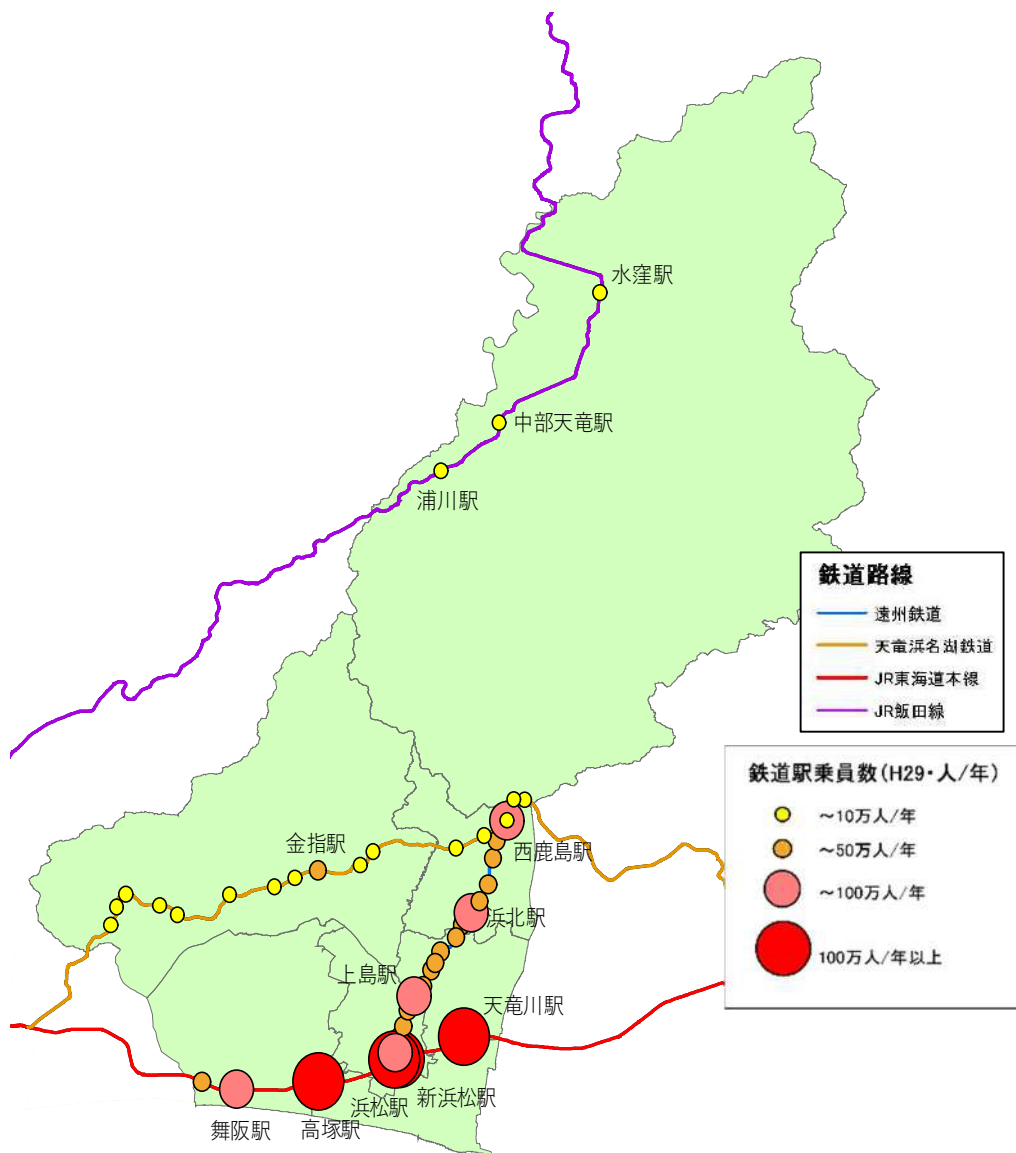 水窪駅
中部天竜駅
浦川駅
鉄道路線
遠州鉄道
天竜浜名湖鉄道
JR東海道本線
JR飯田線
鉄道駅乗員数(H29・人/年)
～10万人/年
～50万人/年
～100万人/年
100万人/年以上
金指駅
西鹿島駅
浜北駅
上島駅
天竜川駅
新浜松駅
浜松駅
高塚駅
舞阪駅